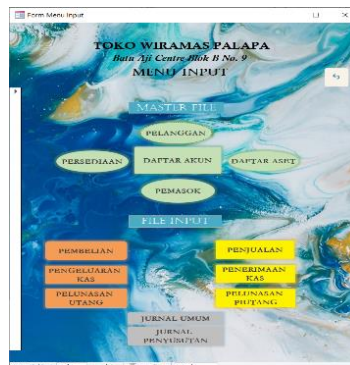 Form Menu Input
TOKO WIRAMAS PALAPA
Batu Aji Centre Blok B No. 9
MENU INPUT
MASTER FILE
PELANGGAN
PERSEDIAAN
DAFTAR AKUN
DAFTAR ASET
PEMASOK
FILE INPUT
PEMBELIAN
PENJUALAN
PENGELUARAN
KAS
PENERIMAAN
KAS
PELUNASAN
UTANG
PELUNASAN
PIUTANG
JURNAL UMUM
JURNAL
PENYUSUTAN